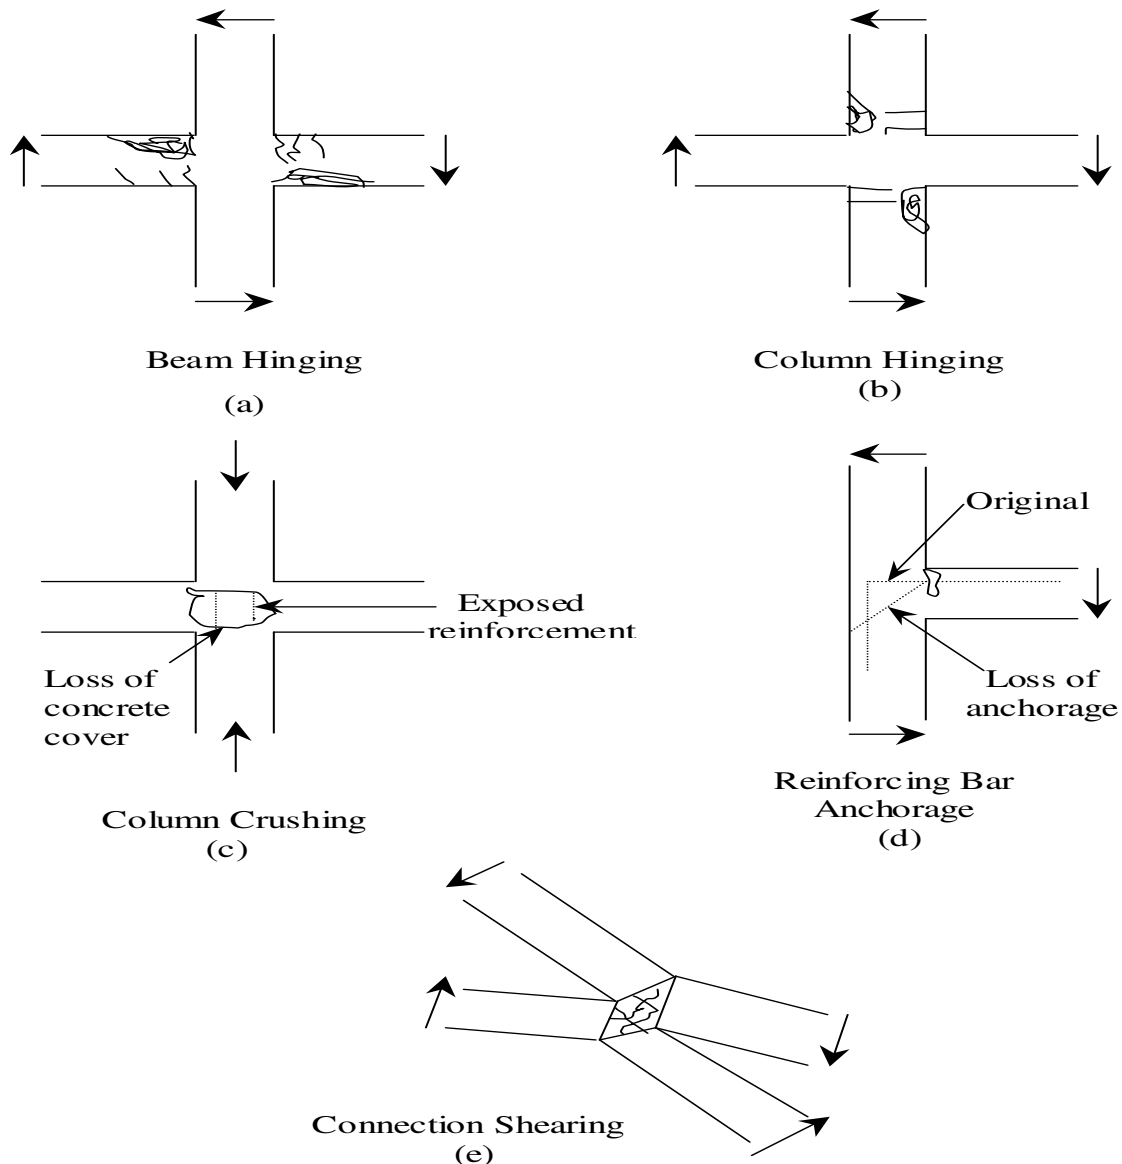 Beam Hinging
(a)
Column Hinging
(b)
Exposed
reinforcement
Loss of
concrete
cover
Column Crushing
(c)
Original
Loss of
anchorage
Reinforcing Bar
Anchorage
(d)
Connection Shearing
(e)